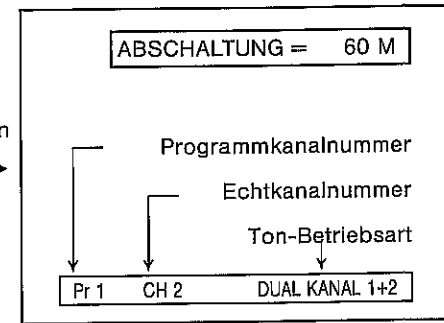 ABSCHALTUNG = 60 M
n
Programmkanalnummer
Echtkanalnummer
Ton-Betriebsart
Pr 1 CH 2 DUAL KANAL 1+2